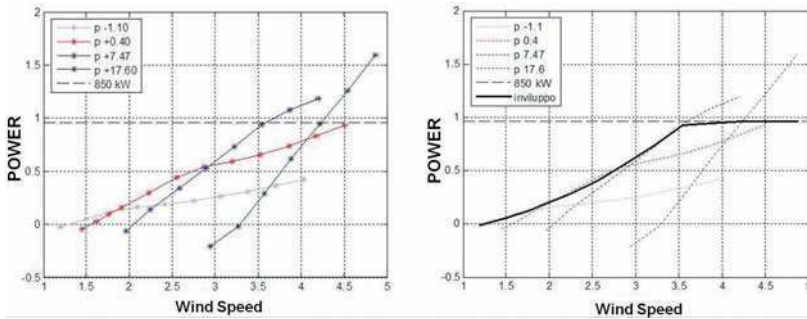 2
1.5
1
0.5
0
-0.5
POWER
p -1.10
p +0.40
p +7.47
p +17.60
850 kW
1 1.5 2 2.5 3 3.5 4 4.5 5
Wind Speed
2
1.5
1
0.5
0
-0.5
POWER
p -1.1
p 0.4
p 7.47
p 17.6
850 kW
inviluppo
1 1.5 2 2.5 3 3.5 4 4.5
Wind Speed